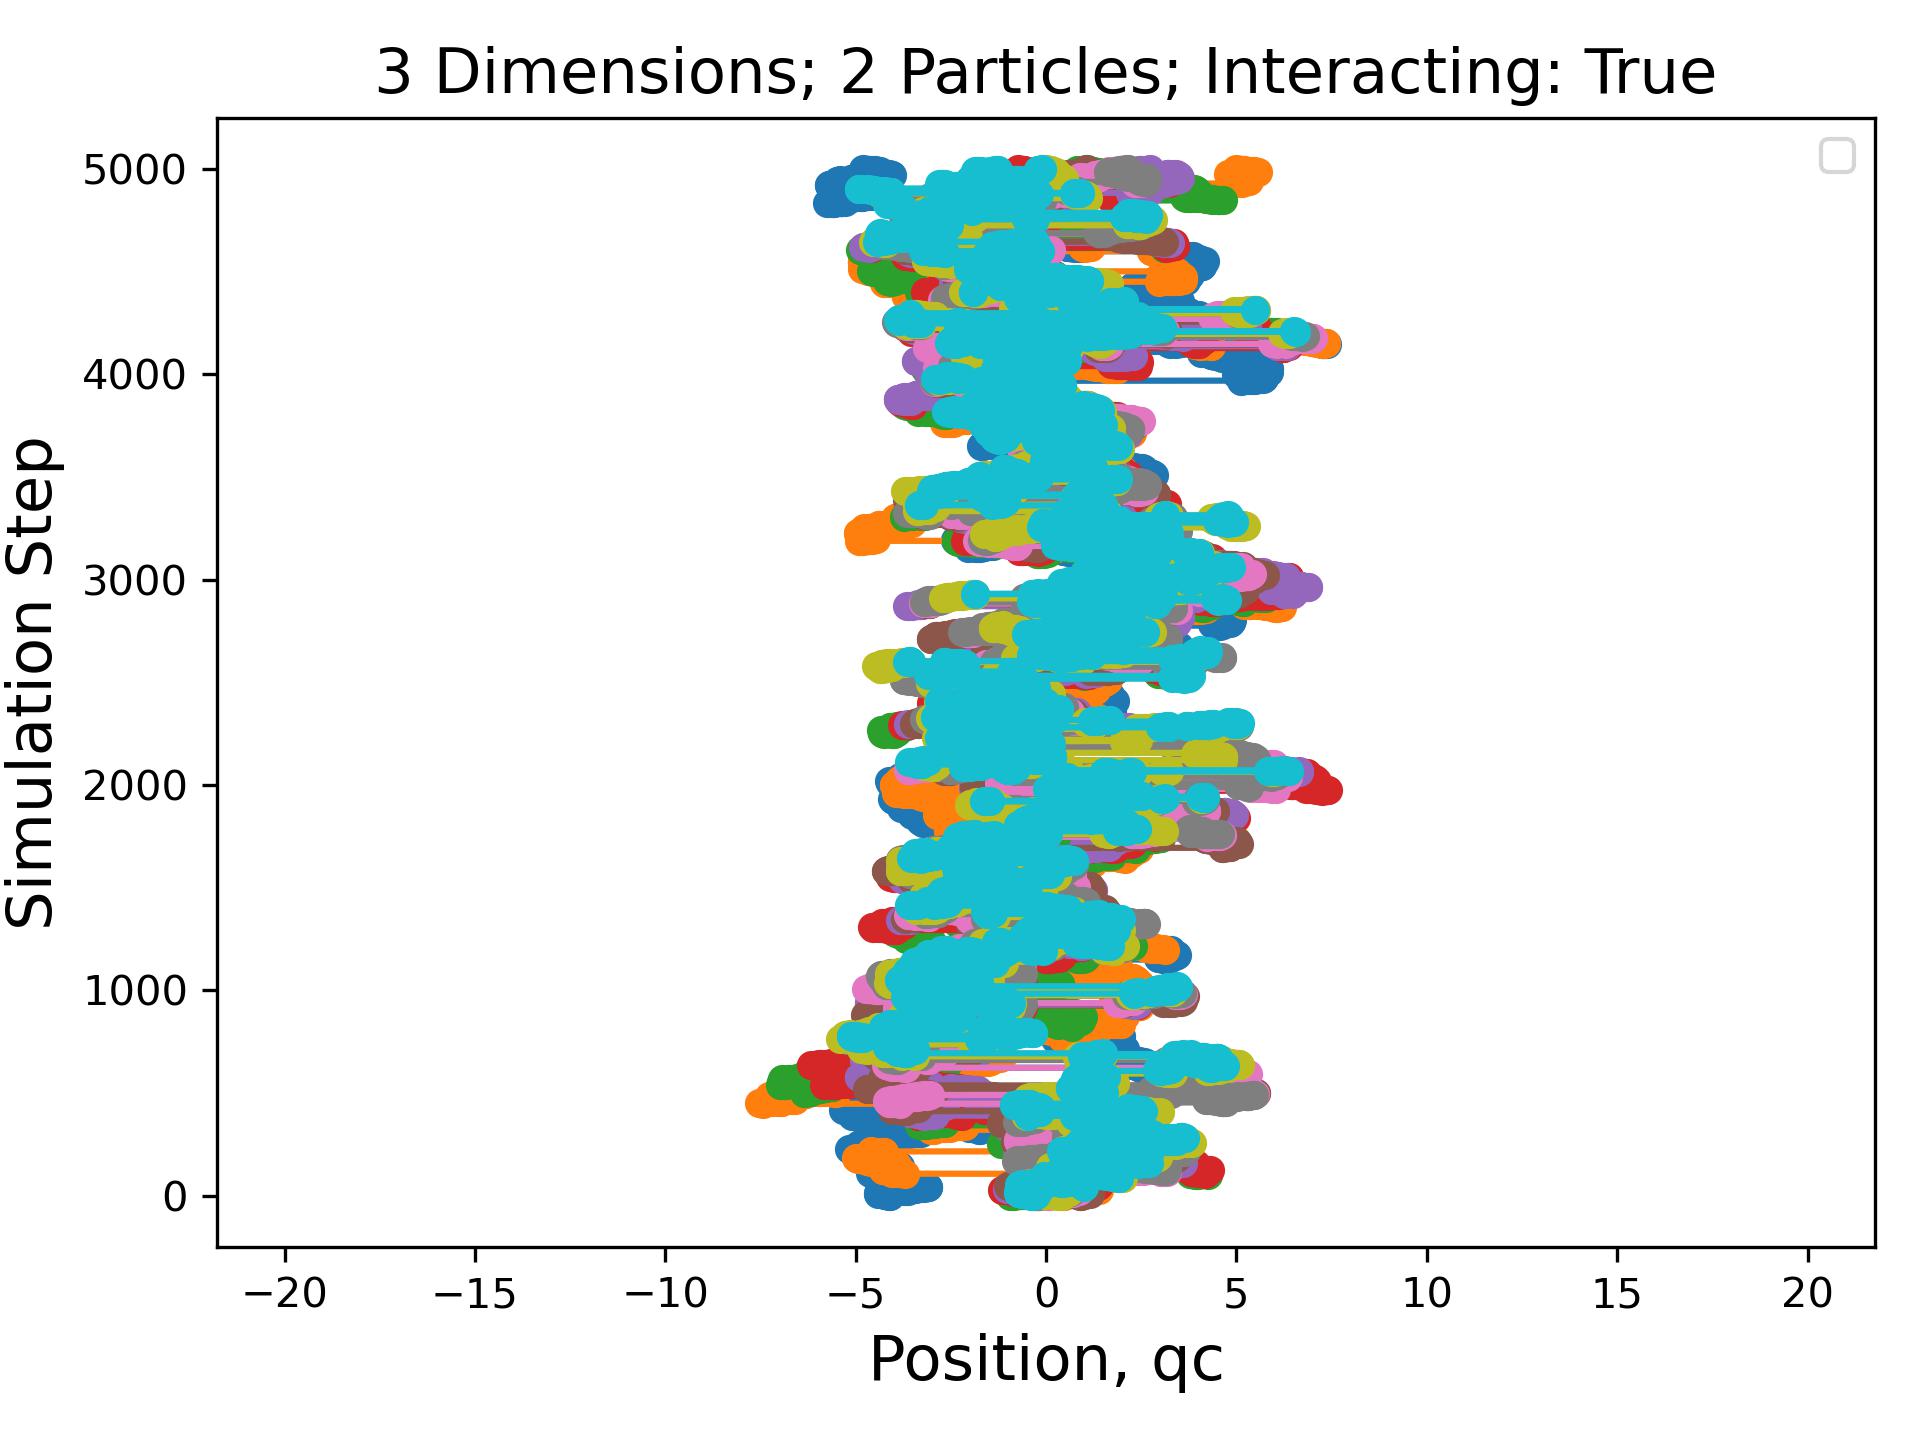 3 Dimensions; 2 Particles; Interacting: True
Simulation Step
5000
4000
3000
2000
1000
0
−20 −15 −10 −5 0 5 10 15 20
Position, qc